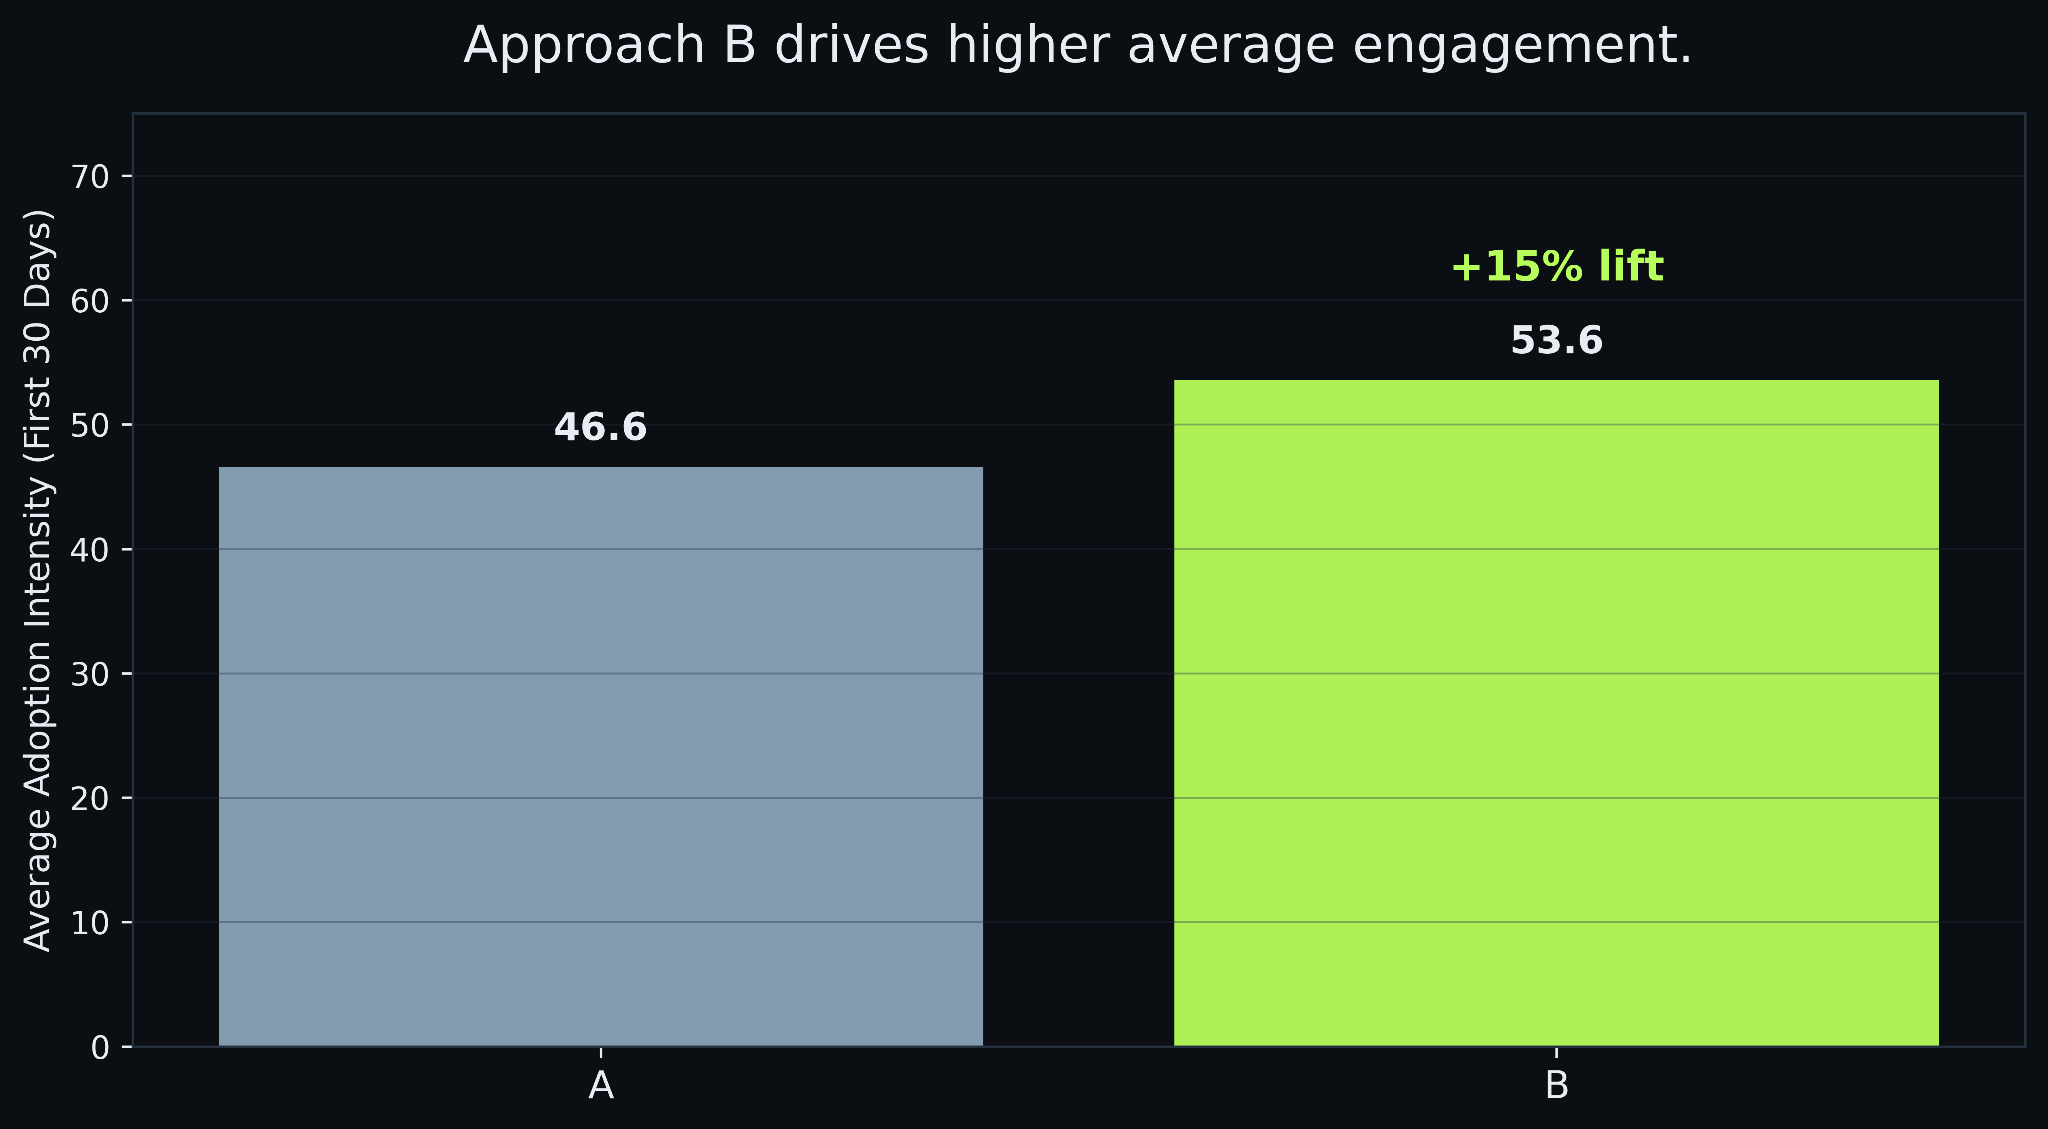 Approach B drives higher average engagement.
Average Adoption Intensity (First 30 Days)
70
60
50
40
30
20
10
0
46.6
+15% lift
53.6
A
B